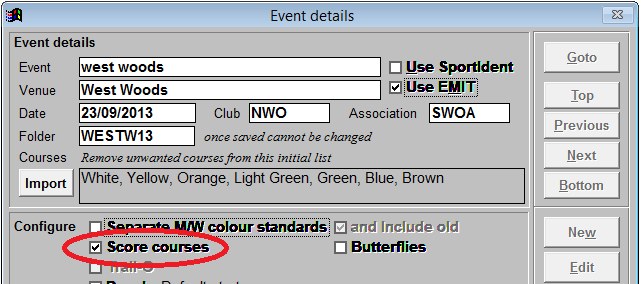 Event details
Event details
Event west woods Use SportIdent
Venue West Woods Use EMIT
Date 23/09/2013 Club NWO Association SWOA
Folder WESTW13 once saved cannot be changed
Courses Remove unwanted courses from this initial list
Import White, Yellow, Orange, Light Green, Green, Blue, Brown
Goto
Top
Previous
Next
Bottom
Configure Separate M/W colour standards and include old
Score courses Butterflies
Trail-O
New
Edit